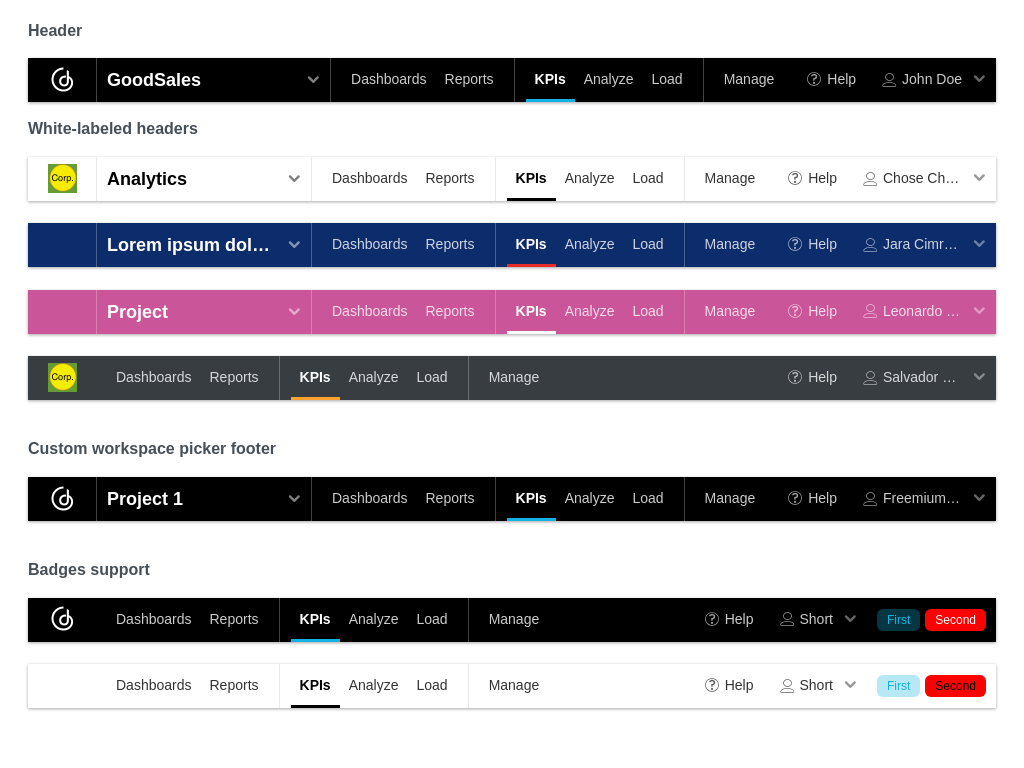 Header
GoodSales Dashboards Reports KPIs Analyze Load Manage Help John Doe
White-labeled headers
Corp. Analytics Dashboards Reports KPIs Analyze Load Manage Help Chose Ch…
Lorem ipsum dol… Dashboards Reports KPIs Analyze Load Manage Help Jara Cimr…
Project Dashboards Reports KPIs Analyze Load Manage Help Leonardo …
Corp. Dashboards Reports KPIs Analyze Load Manage Help Salvador …
Custom workspace picker footer
Project 1 Dashboards Reports KPIs Analyze Load Manage Help Freemium…
Badges support
Dashboards Reports KPIs Analyze Load Manage Help Short First Second
Dashboards Reports KPIs Analyze Load Manage Help Short First Second